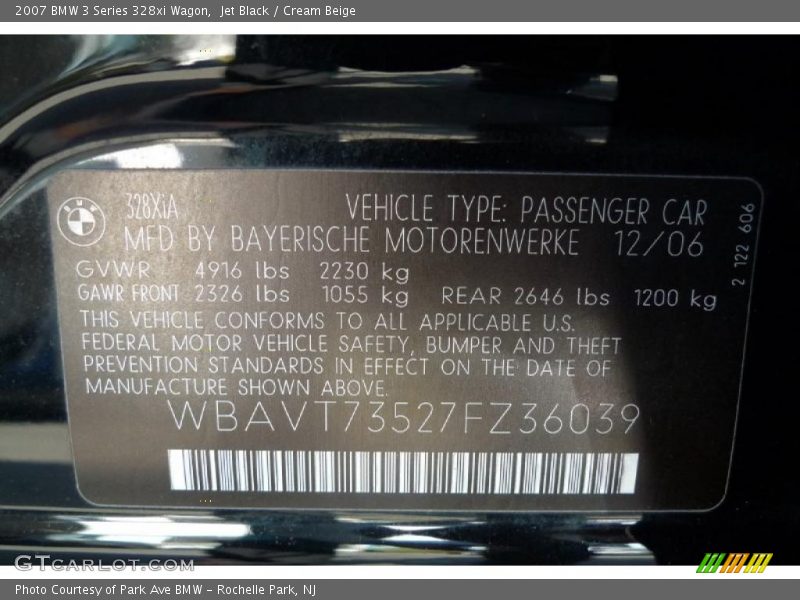 2007 BMW 3 Series 328xi Wagon, Jet Black / Cream Beige
BMW
328XiA
VEHICLE TYPE: PASSENGER CAR
MFD BY BAYERISCHE MOTORENWERKE 12/06
2 122 606
GVWR 4916 lbs 2230 kg
GAWR FRONT 2326 lbs 1055 kg REAR 2646 lbs 1200 kg
THIS VEHICLE CONFORMS TO ALL APPLICABLE U.S.
FEDERAL MOTOR VEHICLE SAFETY, BUMPER AND THEFT
PREVENTION STANDARDS IN EFFECT ON THE DATE OF
MANUFACTURE SHOWN ABOVE.
WBAVT73527FZ36039
GTCARLOT.COM
Photo Courtesy of Park Ave BMW - Rochelle Park, NJ